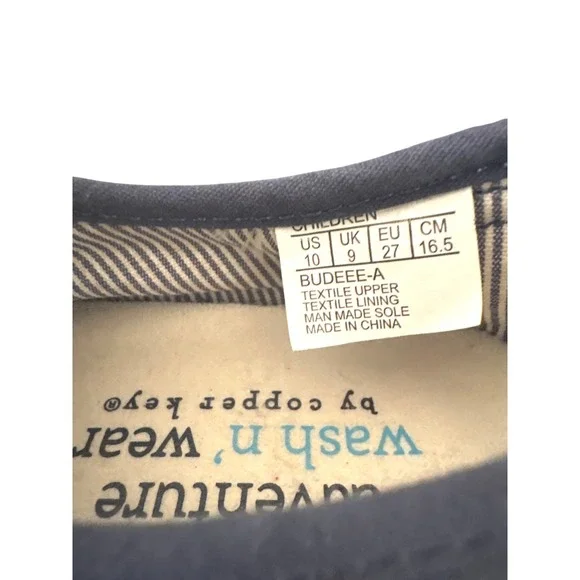 CHILDREN
US UK EU CM
10 9 27 16.5
BUDEEE-A
TEXTILE UPPER
TEXTILE LINING
MAN MADE SOLE
MADE IN CHINA
adventure
wash n' wear
by copper key®